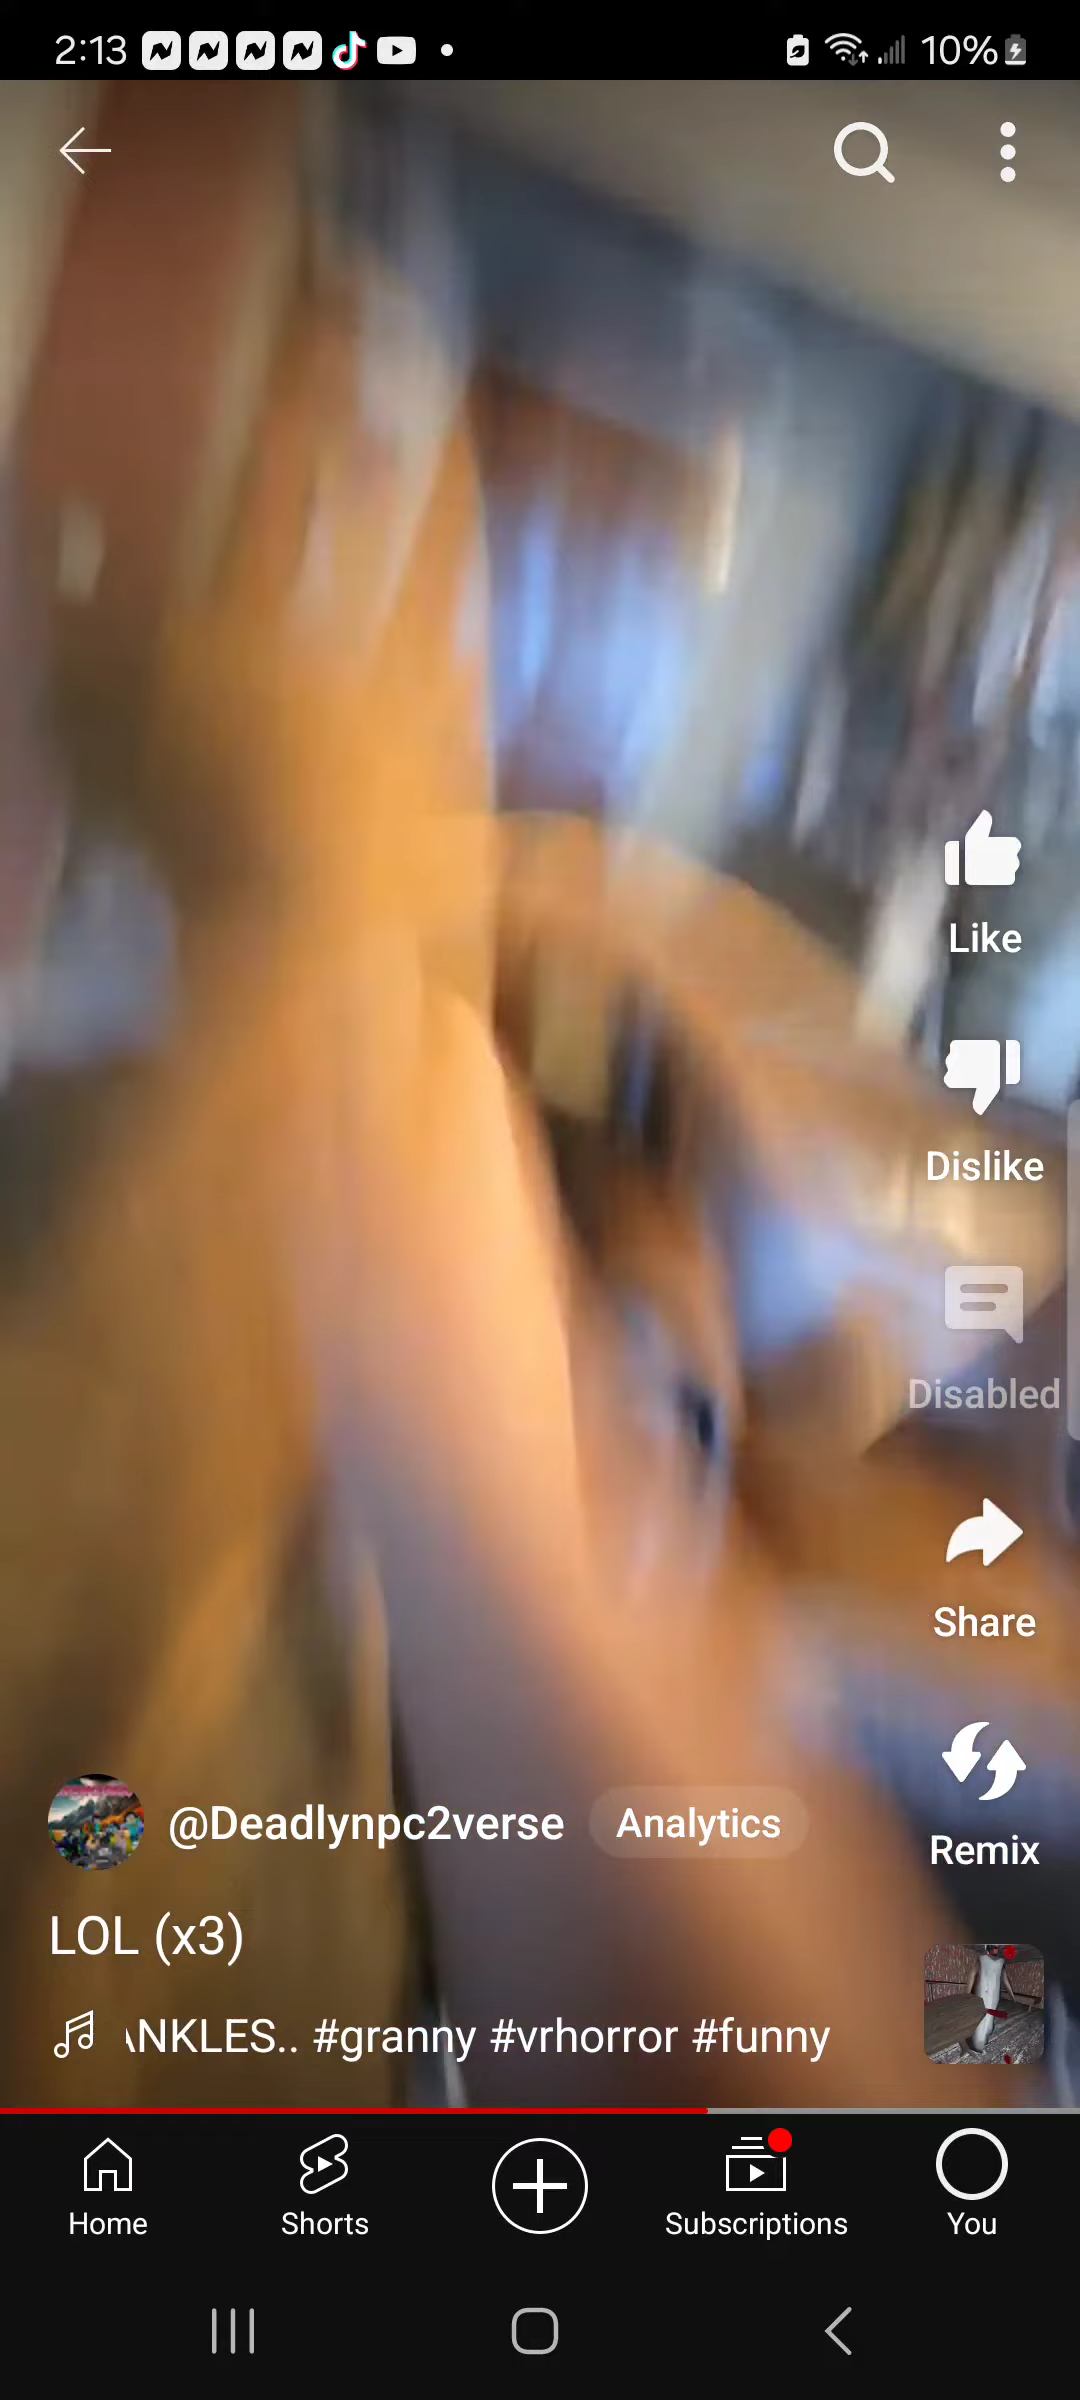 2:13
10%
Like
Dislike
Disabled
Share
@Deadlynpc2verse
Analytics
Remix
LOL (x3)
ANKLES.. #granny #vrhorror #funny
Home
Shorts
Subscriptions
You